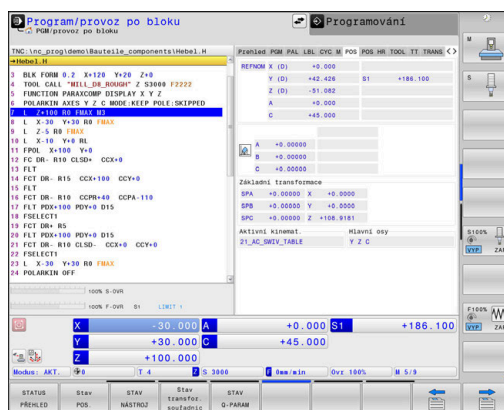 Program/provoz po bloku
PGM/provoz po bloku
Programování
TNC:\nc_prog\demo\Bauteile_components\Hebel.H
→Hebel.H
3 BLK FORM 0.2 X+120 Y+20 Z+0
4 TOOL CALL "MILL_D8_ROUGH" Z S3000 F2222
5 FUNCTION PARAXCOMP DISPLAY X Y Z
6 POLARKIN AXES Y Z C MODE:KEEP POLE:SKIPPED
7 L Z+100 R0 FMAX M3
8 L X-30 Y+30 R0 FMAX
9 L Z-5 R0 FMAX
10 L X-10 Y+0 RL
11 FPOL X+100 Y+0
12 FC DR- R10 CLSD+ CCX+0
13 FLT
14 FCT DR- R15 CCX+100 CCY+0
15 FLT
16 FCT DR- R10 CCPR+40 CCPA-110
17 FLT PDX+100 PDY+0 D15
18 FSELECT1
19 FCT DR+ R5
20 FLT PDX+100 PDY+0 D15
21 FCT DR- R10 CLSD- CCX+0 CCY+0
22 FSELECT1
23 L X-30 Y+30 R0 FMAX
24 POLARKIN OFF
100% S-OVR
100% F-OVR S1 LIMIT 1
Přehled PGM PAL LBL CYC M POS POS HR TOOL TT TRANS
REFNOM X (D) +0.000
Y (D) +42.426 S1 +186.100
Z (D) -51.082
A +0.000
C +45.000
A +0.00000
B +0.00000
C +0.00000
Základní transformace
SPA +0.00000 X +0.0000
SPB +0.00000 Y +0.0000
SPC +0.00000 Z +108.9181
Aktivní kinemat. Hlavní osy
21_AC_SWIV_TABLE Y Z C
X -30.000 A +0.000 S1 +186.100
Y +30.000 C +45.000
Z +100.000
Modus: AKT. 0 T 4 Z S 3000 F 0mm/min Ovr 100% M 5/9
STATUS PŘEHLED
Stav POS.
STAV NÁSTROJ
Stav transfor. souřadnic
STAV Q-PARAM
M
S
S100%
VYP ZAP
F100%
VYP ZAP